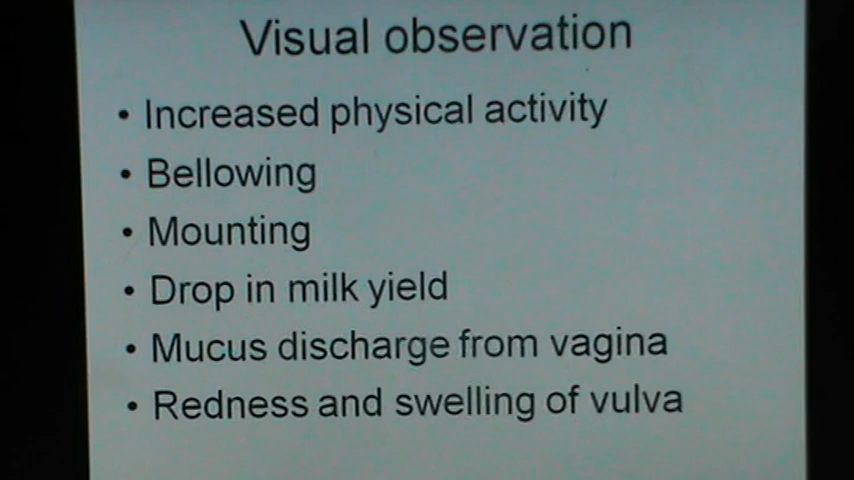 Visual observation
• Increased physical activity
• Bellowing
• Mounting
• Drop in milk yield
• Mucus discharge from vagina
• Redness and swelling of vulva